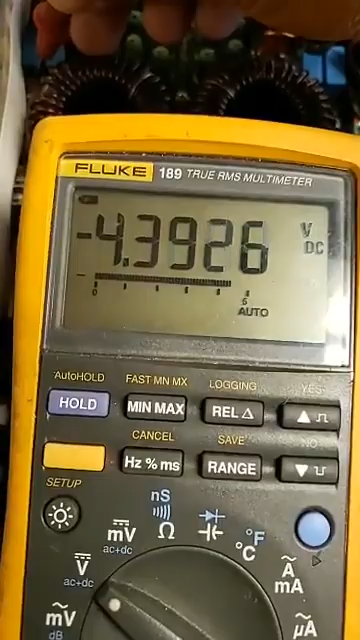 FLUKE 189 TRUE RMS MULTIMETER
-4.3926 V DC
0 5
AUTO
AutoHOLD FAST MN MX LOGGING YES
HOLD MIN MAX REL Δ ▲
CANCEL SAVE NO
Hz % ms RANGE ▼
SETUP
nS
mV Ω °F
ac+dc °C
V A
ac+dc mA
mV µA
dB